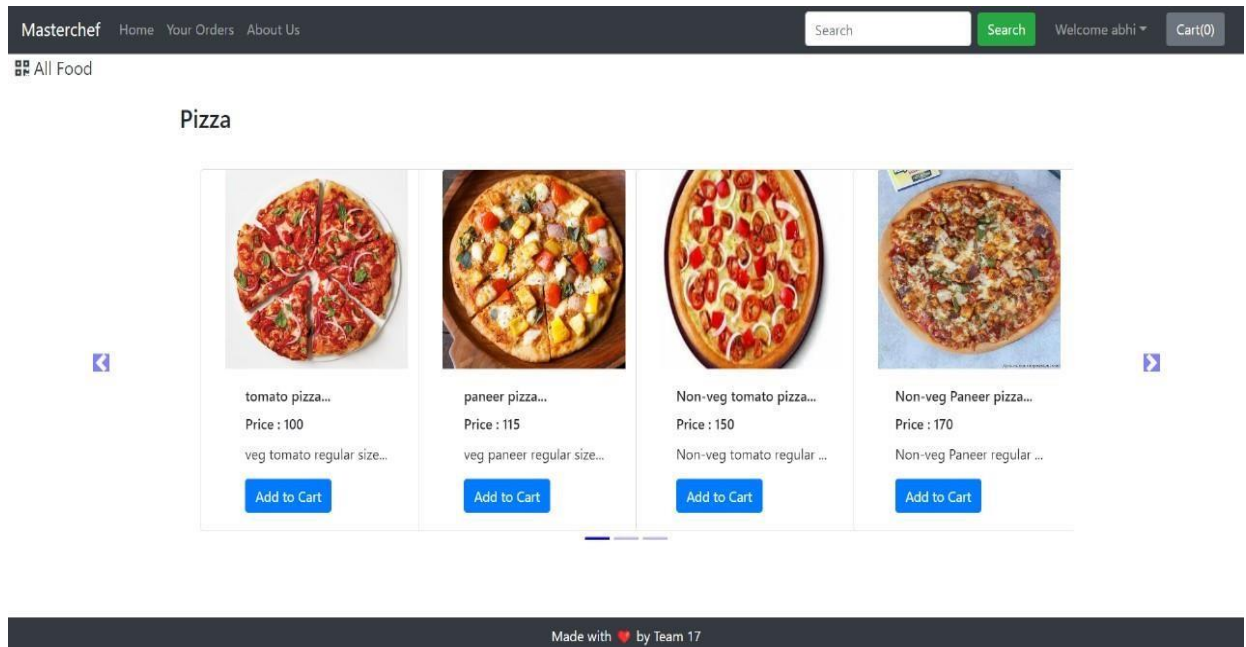 Masterchef Home Your Orders About Us Search Search Welcome abhi Cart(0)
All Food
Pizza
tomato pizza...
Price : 100
veg tomato regular size...
Add to Cart
paneer pizza...
Price : 115
veg paneer regular size...
Add to Cart
Non-veg tomato pizza...
Price : 150
Non-veg tomato regular ...
Add to Cart
Non-veg Paneer pizza...
Price : 170
Non-veg Paneer regular ...
Add to Cart
Made with ❤ by Team 17